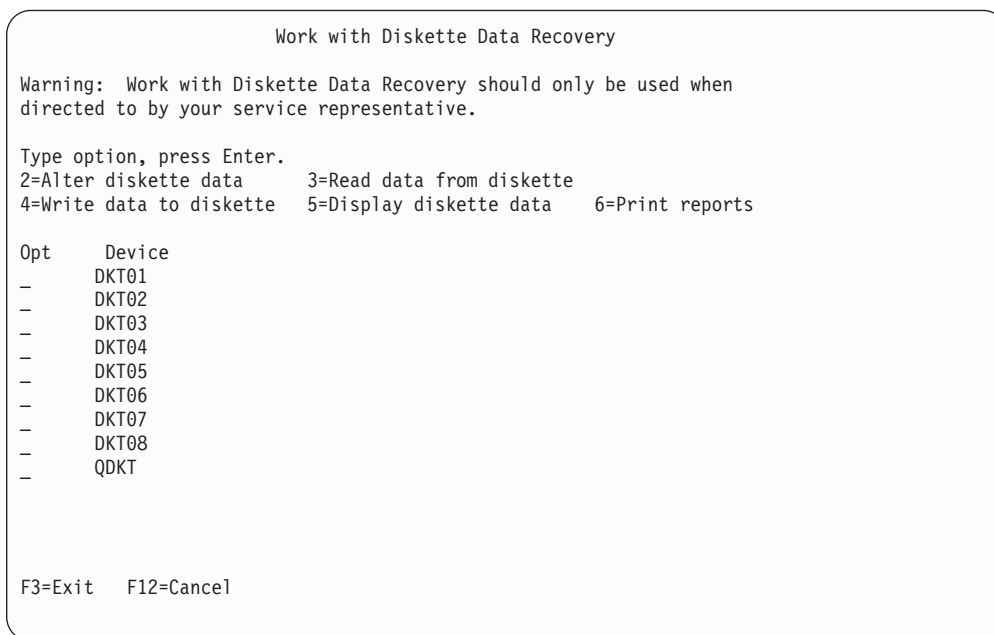 Work with Diskette Data Recovery
Warning:  Work with Diskette Data Recovery should only be used when
directed to by your service representative.
Type option, press Enter.
2=Alter diskette data      3=Read data from diskette
4=Write data to diskette   5=Display diskette data    6=Print reports
Opt     Device
_      DKT01
_      DKT02
_      DKT03
_      DKT04
_      DKT05
_      DKT06
_      DKT07
_      DKT08
_      QDKT
F3=Exit   F12=Cancel